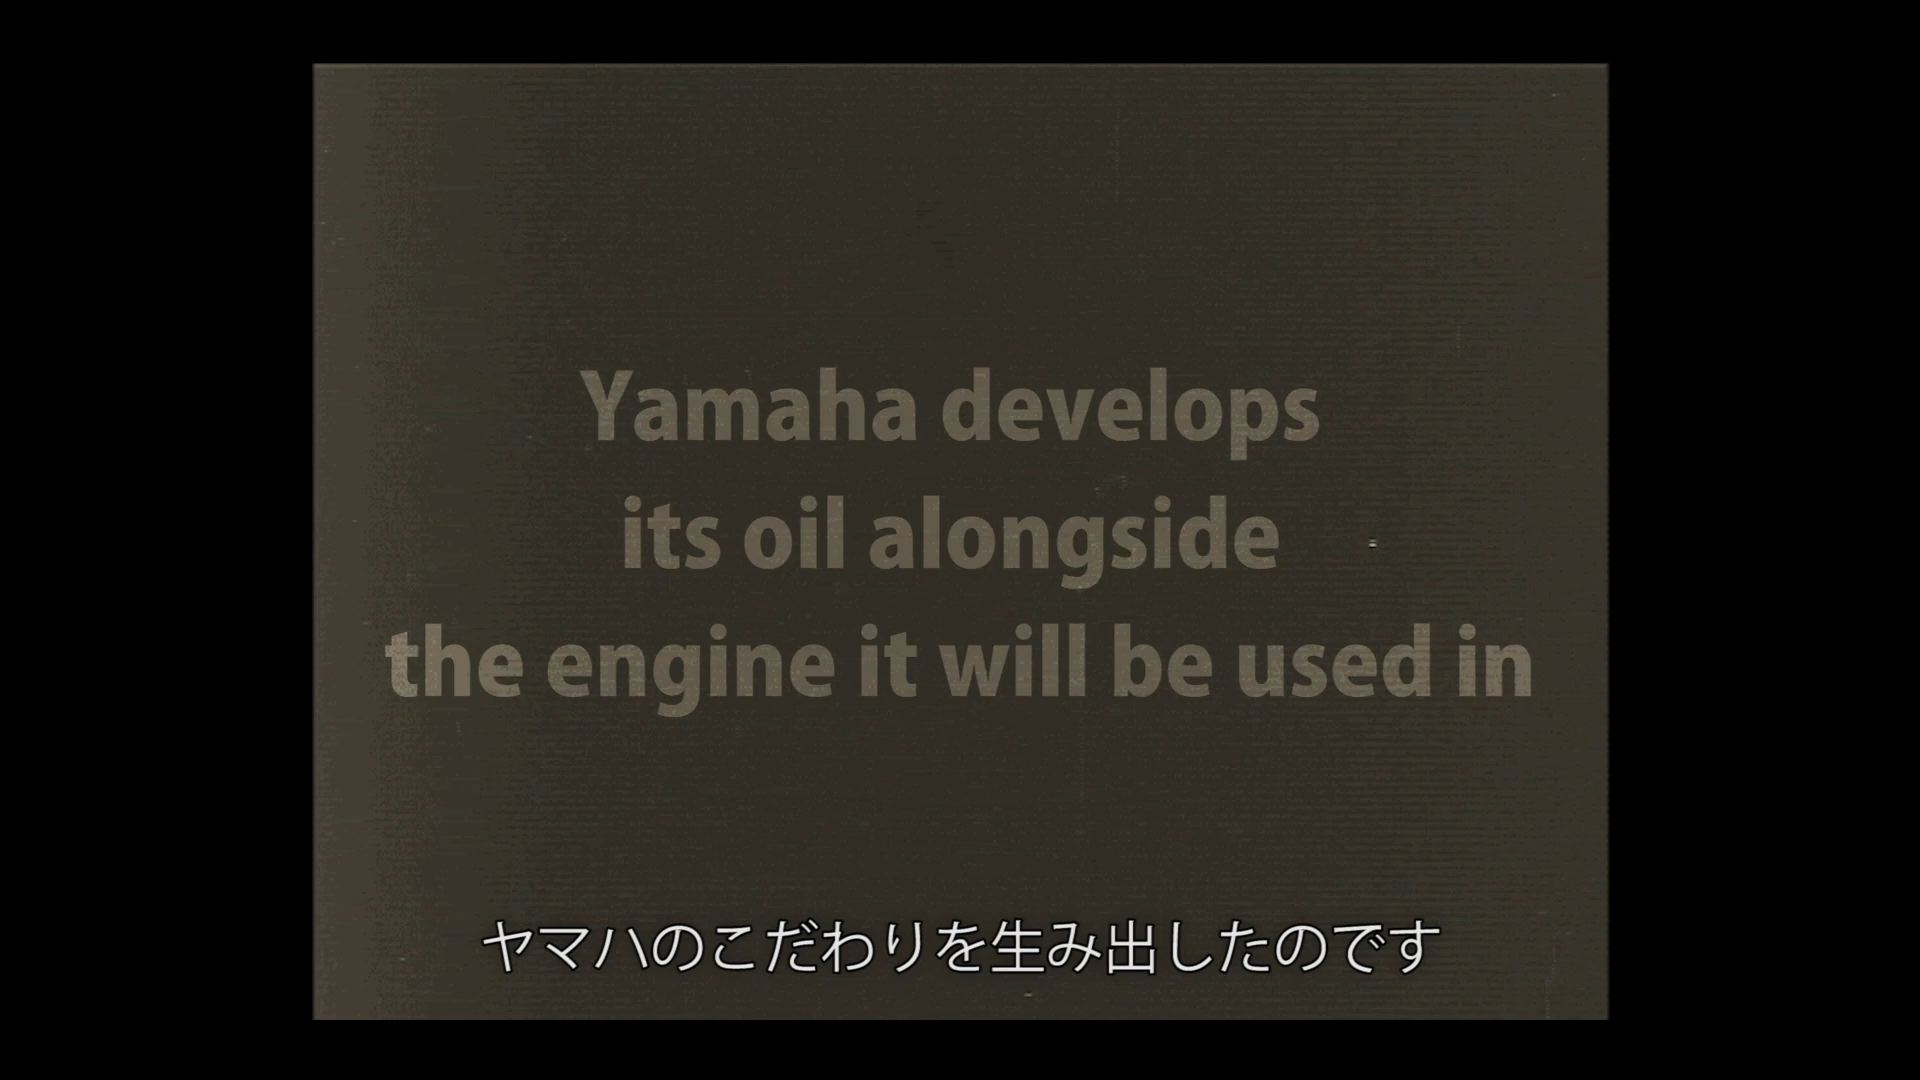 Yamaha develops
its oil alongside
the engine it will be used in
ヤマハのこだわりを生み出したのです